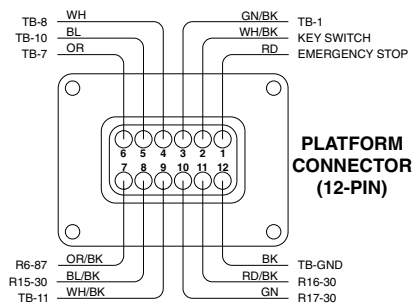 TB-8 WH GN/BK TB-1
TB-10 BL WH/BK KEY SWITCH
TB-7 OR RD EMERGENCY STOP
6 5 4 3 2 1
7 8 9 10 11 12
PLATFORM
CONNECTOR
(12-PIN)
R6-87 OR/BK BK TB-GND
R15-30 BL/BK RD/BK R16-30
TB-11 WH/BK GN R17-30